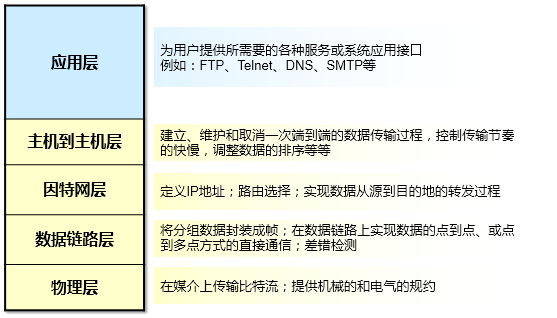 应用层
为用户提供所需要的各种服务或系统应用接口
例如：FTP、Telnet、DNS、SMTP等
主机到主机层
建立、维护和取消一次端到端的数据传输过程，控制传输节奏
的快慢，调整数据的排序等等
因特网层
定义IP地址；路由选择；实现数据从源到目的地的转发过程
数据链路层
将分组数据封装成帧；在数据链路上实现数据的点到点、或点
到多点方式的直接通信；差错检测
物理层
在媒介上传输比特流；提供机械的和电气的规约